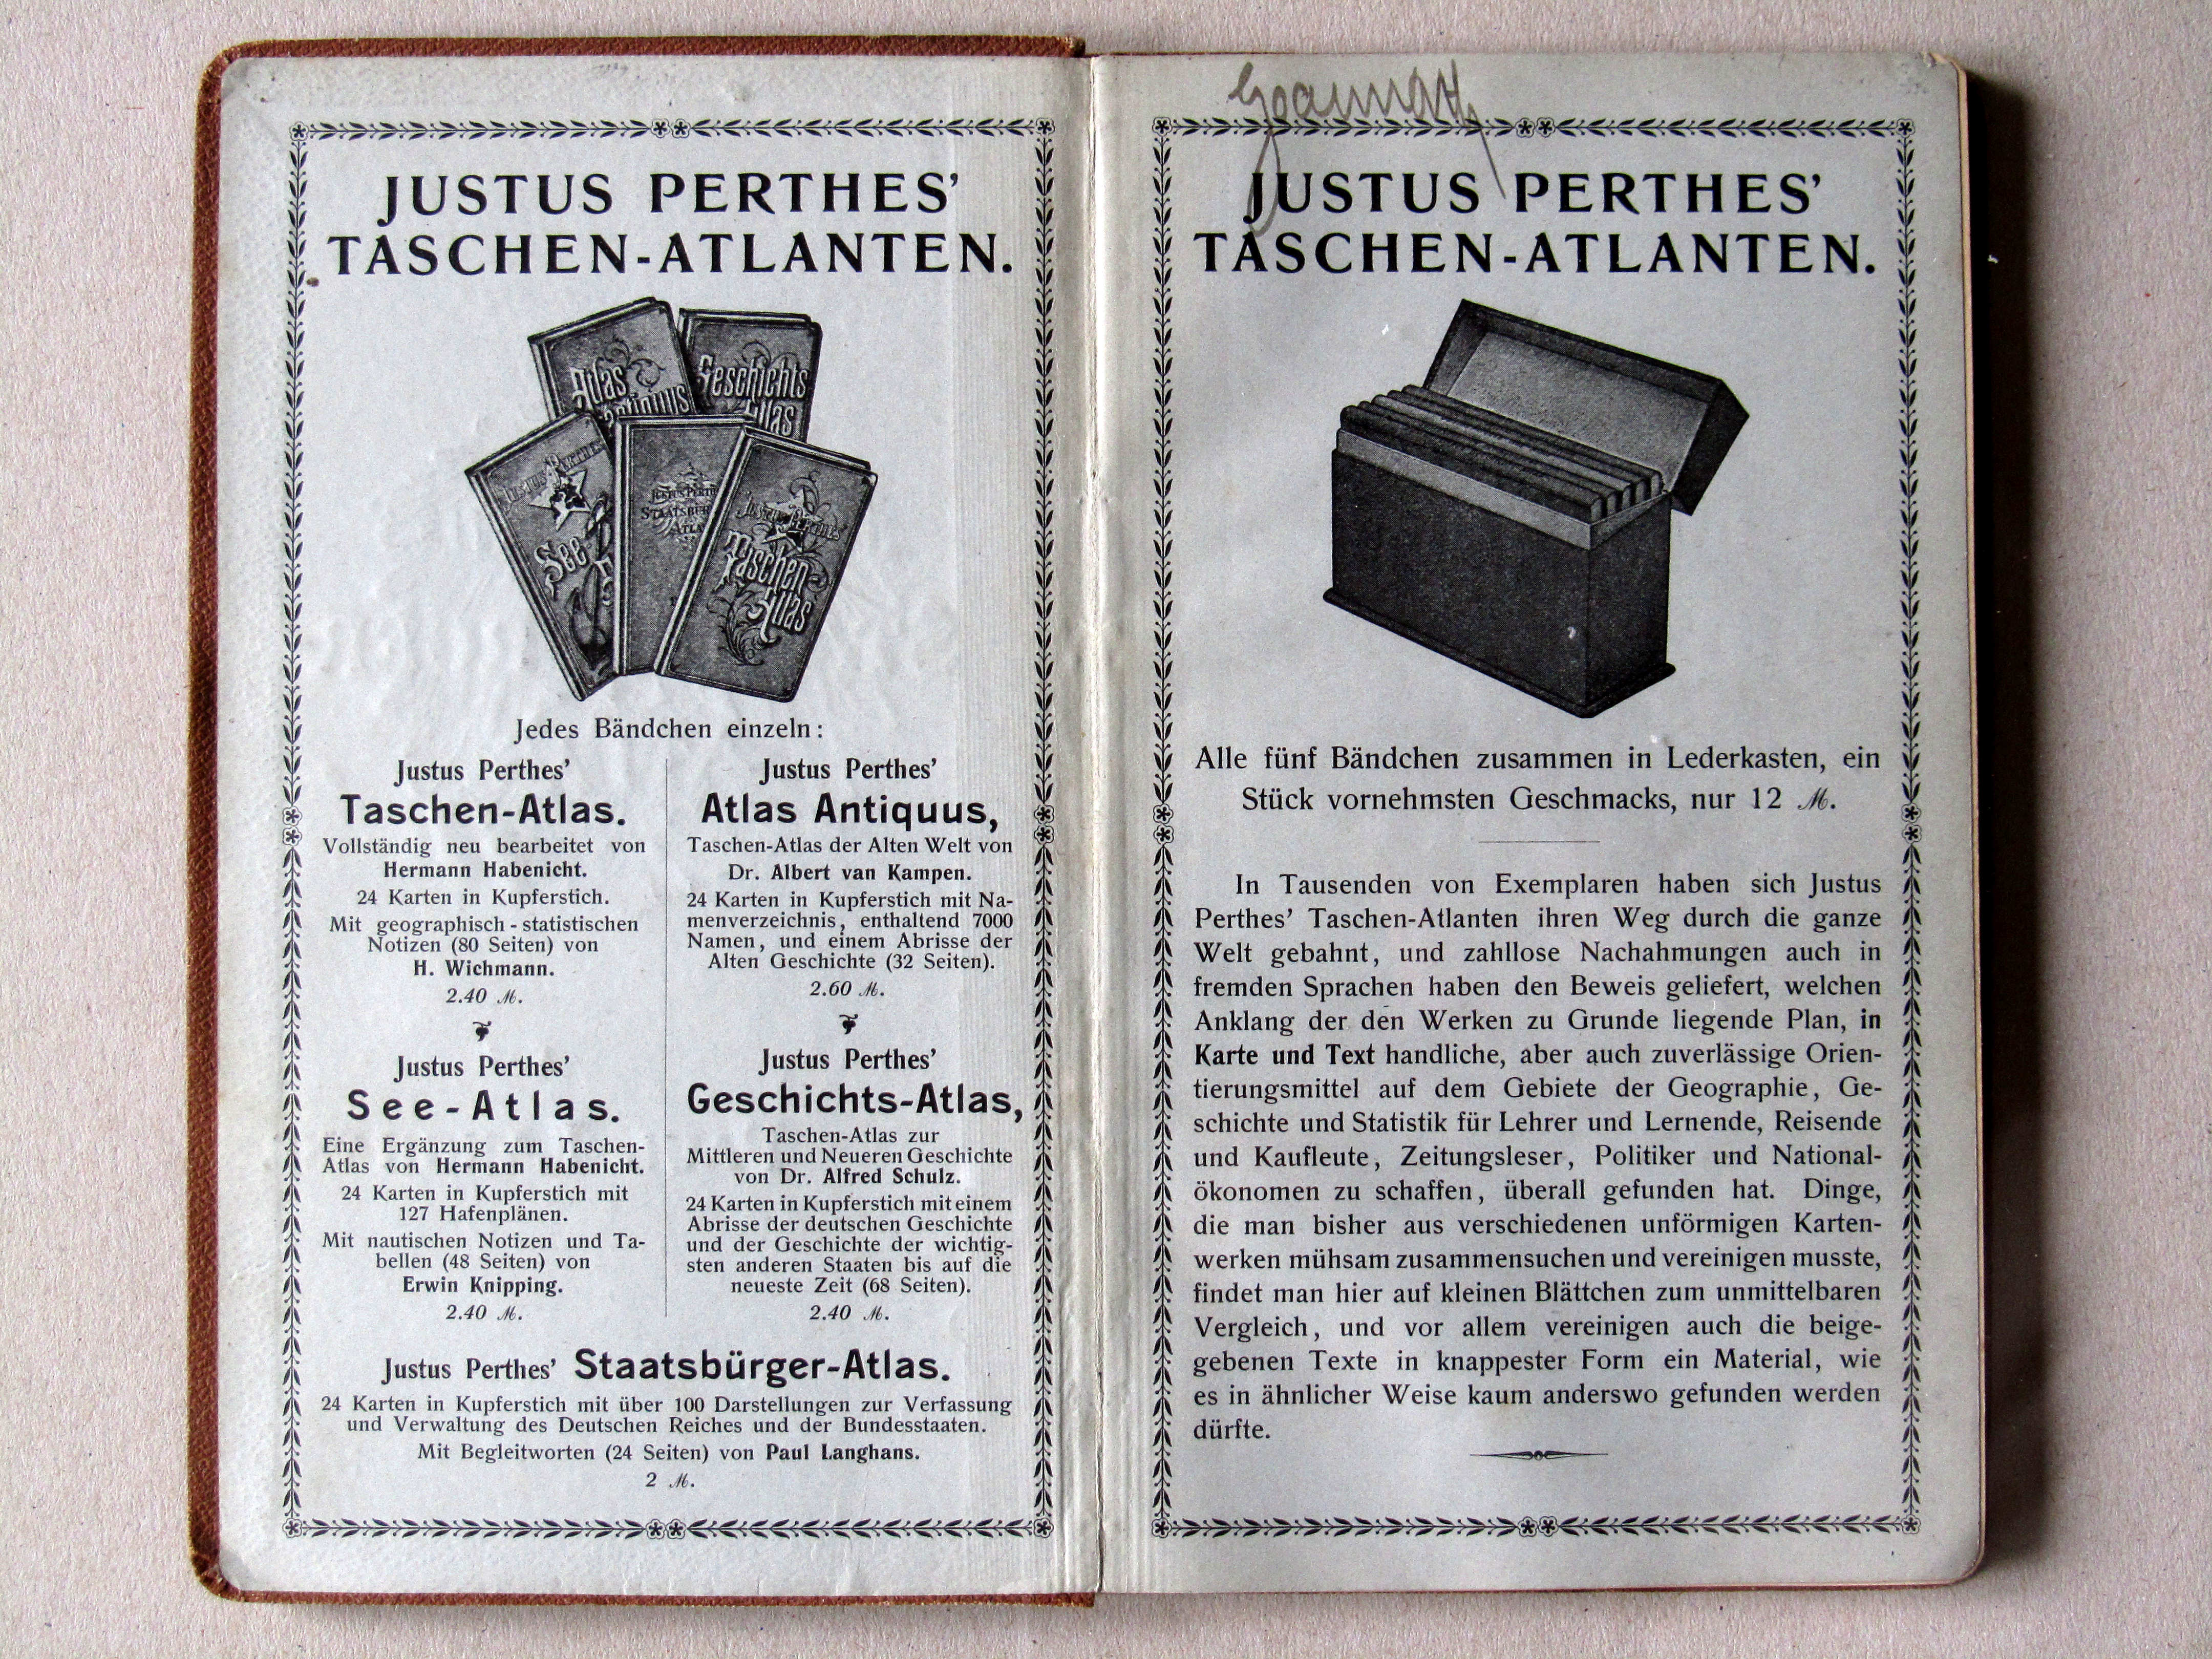 JUSTUS PERTHES’
TASCHEN-ATLANTEN.
Atlas
antiquus
Geschichts
Atlas
JUSTUS PERTHES
See
JUSTUS PERTH
STAATSBÜR
ATLA
JUSTUS PERTHES’
Taschen-
Atlas
Jedes Bändchen einzeln:
Justus Perthes’
Taschen-Atlas.
Vollständig neu bearbeitet von
Hermann Habenicht.
24 Karten in Kupferstich.
Mit geographisch-statistischen
Notizen (80 Seiten) von
H. Wichmann.
2.40 ℳ.
Justus Perthes’
See-Atlas.
Eine Ergänzung zum Taschen-
Atlas von Hermann Habenicht.
24 Karten in Kupferstich mit
127 Hafenplänen.
Mit nautischen Notizen und Ta-
bellen (48 Seiten) von
Erwin Knipping.
2.40 ℳ.
Justus Perthes’
Atlas Antiquus,
Taschen-Atlas der Alten Welt von
Dr. Albert van Kampen.
24 Karten in Kupferstich mit Na-
menverzeichnis, enthaltend 7000
Namen, und einem Abrisse der
Alten Geschichte (32 Seiten).
2.60 ℳ.
Justus Perthes’
Geschichts-Atlas,
Taschen-Atlas zur
Mittleren und Neueren Geschichte
von Dr. Alfred Schulz.
24 Karten in Kupferstich mit einem
Abrisse der deutschen Geschichte
und der Geschichte der wichtig-
sten anderen Staaten bis auf die
neueste Zeit (68 Seiten).
2.40 ℳ.
Justus Perthes’ Staatsbürger-Atlas.
24 Karten in Kupferstich mit über 100 Darstellungen zur Verfassung
und Verwaltung des Deutschen Reiches und der Bundesstaaten.
Mit Begleitworten (24 Seiten) von Paul Langhans.
2 ℳ.
JUSTUS PERTHES’
TASCHEN-ATLANTEN.
Alle fünf Bändchen zusammen in Lederkasten, ein
Stück vornehmsten Geschmacks, nur 12 ℳ.
In Tausenden von Exemplaren haben sich Justus
Perthes’ Taschen-Atlanten ihren Weg durch die ganze
Welt gebahnt, und zahllose Nachahmungen auch in
fremden Sprachen haben den Beweis geliefert, welchen
Anklang der den Werken zu Grunde liegende Plan, in
Karte und Text handliche, aber auch zuverlässige Orien-
tierungsmittel auf dem Gebiete der Geographie, Ge-
schichte und Statistik für Lehrer und Lernende, Reisende
und Kaufleute, Zeitungsleser, Politiker und National-
ökonomen zu schaffen, überall gefunden hat. Dinge,
die man bisher aus verschiedenen unförmigen Karten-
werken mühsam zusammensuchen und vereinigen musste,
findet man hier auf kleinen Blättchen zum unmittelbaren
Vergleich, und vor allem vereinigen auch die beige-
gebenen Texte in knappester Form ein Material, wie
es in ähnlicher Weise kaum anderswo gefunden werden
dürfte.